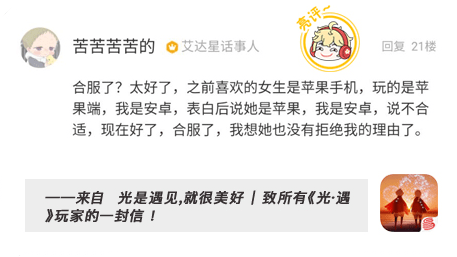 亮评~
苦苦苦苦的 艾达星话事人 回复 21楼
合服了？太好了，之前喜欢的女生是苹果手机，玩的是苹
果端，我是安卓，表白后说她是苹果，我是安卓，说不合
适，现在好了，合服了，我想她也没有拒绝我的理由了。
——来自 光是遇见,就很美好 | 致所有《光·遇
》玩家的一封信 !